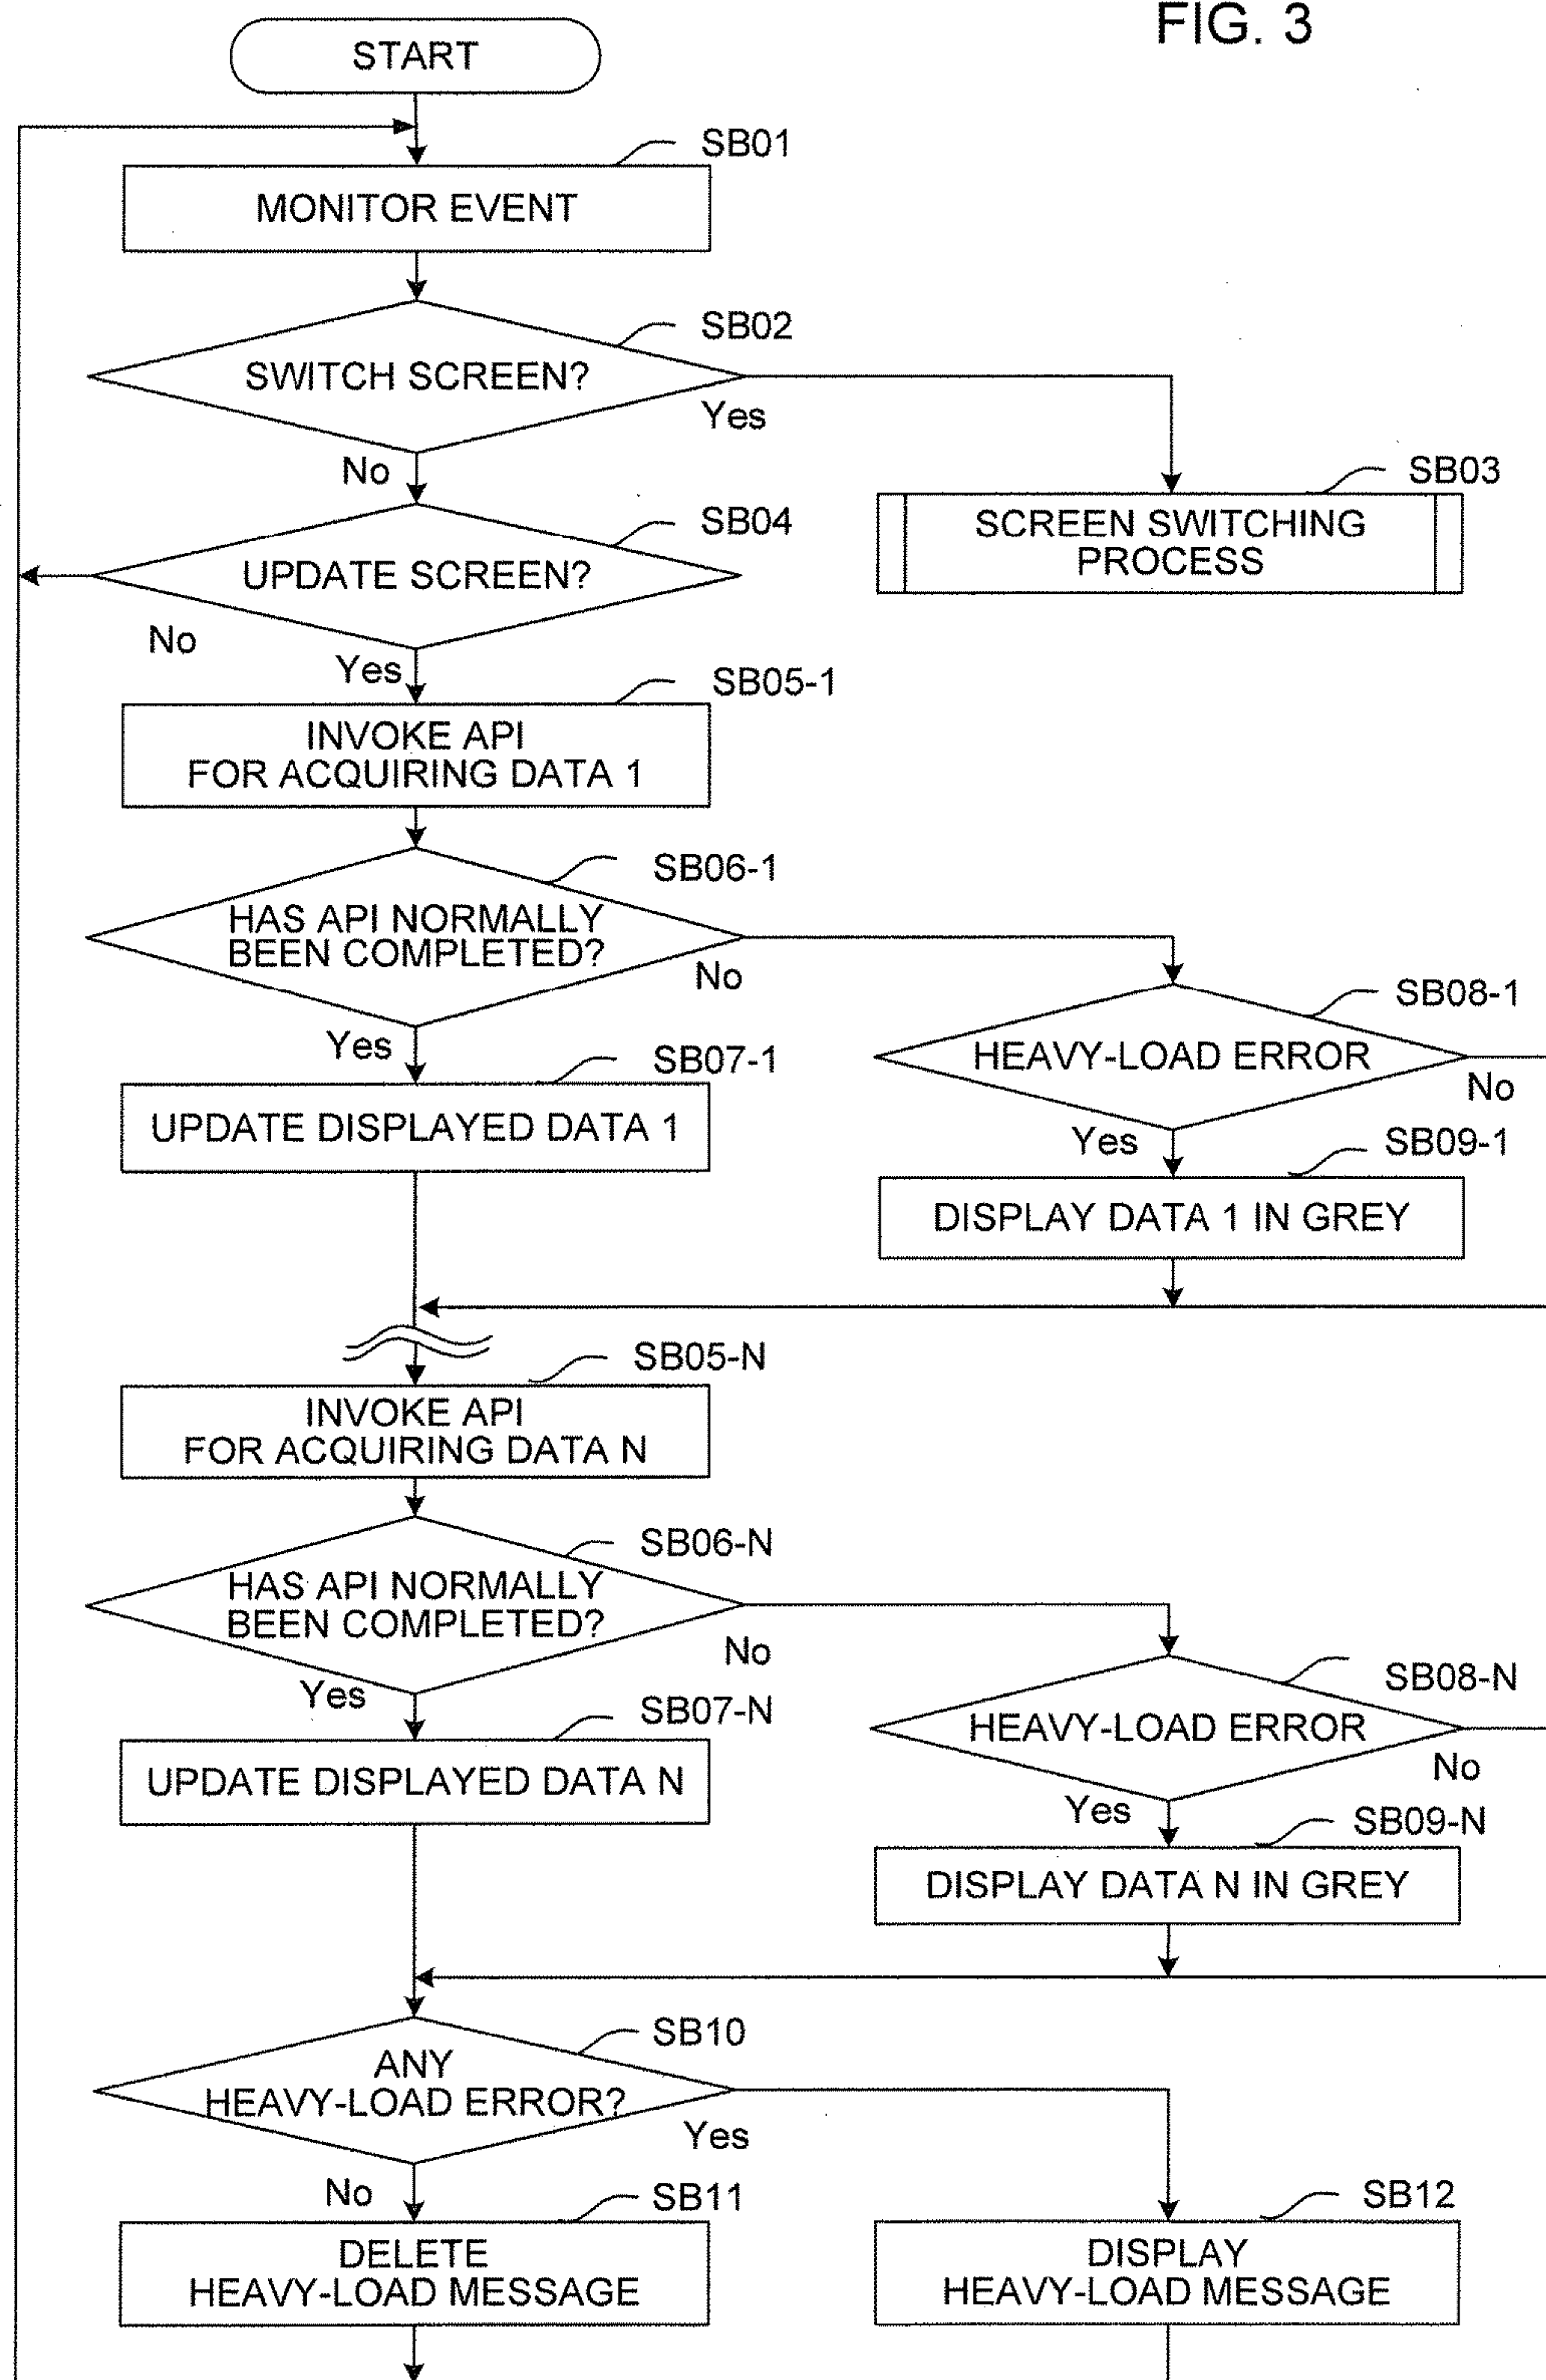 FIG. 3
START
SB01
MONITOR EVENT
SB02
SWITCH SCREEN?
Yes
No
SB03
SCREEN SWITCHING
PROCESS
SB04
UPDATE SCREEN?
No
Yes
SB05-1
INVOKE API
FOR ACQUIRING DATA 1
SB06-1
HAS API NORMALLY
BEEN COMPLETED?
No
Yes
SB08-1
HEAVY-LOAD ERROR
No
Yes
SB07-1
UPDATE DISPLAYED DATA 1
SB09-1
DISPLAY DATA 1 IN GREY
SB05-N
INVOKE API
FOR ACQUIRING DATA N
SB06-N
HAS API NORMALLY
BEEN COMPLETED?
No
Yes
SB08-N
HEAVY-LOAD ERROR
No
Yes
SB07-N
UPDATE DISPLAYED DATA N
SB09-N
DISPLAY DATA N IN GREY
SB10
ANY
HEAVY-LOAD ERROR?
Yes
No
SB11
DELETE
HEAVY-LOAD MESSAGE
SB12
DISPLAY
HEAVY-LOAD MESSAGE